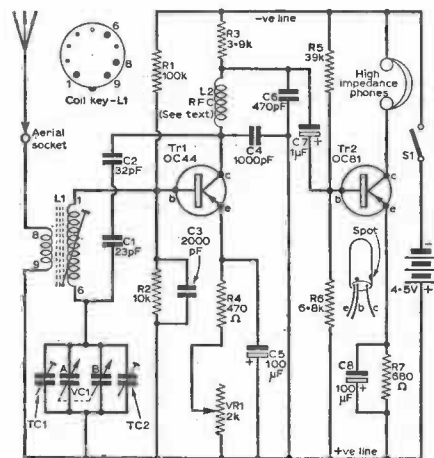 -ve line
6
8
1
9
Coil key-L1
R1
100k
R3
3·9k
R5
39k
L2
RFC
(See text)
C6
470pF
High
impedance
phones
Aerial
socket
C2
32pF
Tr1
OC44
C4
1000pF
C7
1μF
+
Tr2
OC81
S1
c
b
e
c
b
e
L1
1
8
9
6
C1
23pF
C3
2000
pF
Spot
e
b
c
-
4·5V
+
R2
10k
R4
470
Ω
R6
6·8k
A
B
VC1
TC1
TC2
VR1
2k
C5
100
μF
+
C8
100
μF
+
R7
680
Ω
+ve line